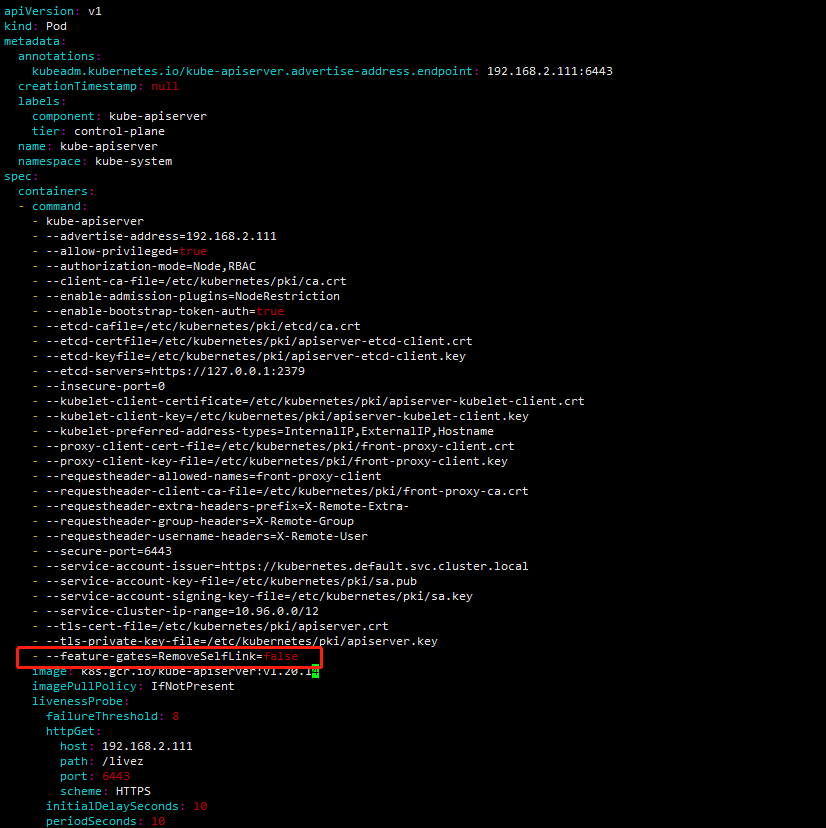 apiVersion: v1
kind: Pod
metadata:
  annotations:
    kubeadm.kubernetes.io/kube-apiserver.advertise-address.endpoint: 192.168.2.111:6443
  creationTimestamp: null
  labels:
    component: kube-apiserver
    tier: control-plane
  name: kube-apiserver
  namespace: kube-system
spec:
  containers:
  - command:
    - kube-apiserver
    - --advertise-address=192.168.2.111
    - --allow-privileged=true
    - --authorization-mode=Node,RBAC
    - --client-ca-file=/etc/kubernetes/pki/ca.crt
    - --enable-admission-plugins=NodeRestriction
    - --enable-bootstrap-token-auth=true
    - --etcd-cafile=/etc/kubernetes/pki/etcd/ca.crt
    - --etcd-certfile=/etc/kubernetes/pki/apiserver-etcd-client.crt
    - --etcd-keyfile=/etc/kubernetes/pki/apiserver-etcd-client.key
    - --etcd-servers=https://127.0.0.1:2379
    - --insecure-port=0
    - --kubelet-client-certificate=/etc/kubernetes/pki/apiserver-kubelet-client.crt
    - --kubelet-client-key=/etc/kubernetes/pki/apiserver-kubelet-client.key
    - --kubelet-preferred-address-types=InternalIP,ExternalIP,Hostname
    - --proxy-client-cert-file=/etc/kubernetes/pki/front-proxy-client.crt
    - --proxy-client-key-file=/etc/kubernetes/pki/front-proxy-client.key
    - --requestheader-allowed-names=front-proxy-client
    - --requestheader-client-ca-file=/etc/kubernetes/pki/front-proxy-ca.crt
    - --requestheader-extra-headers-prefix=X-Remote-Extra-
    - --requestheader-group-headers=X-Remote-Group
    - --requestheader-username-headers=X-Remote-User
    - --secure-port=6443
    - --service-account-issuer=https://kubernetes.default.svc.cluster.local
    - --service-account-key-file=/etc/kubernetes/pki/sa.pub
    - --service-account-signing-key-file=/etc/kubernetes/pki/sa.key
    - --service-cluster-ip-range=10.96.0.0/12
    - --tls-cert-file=/etc/kubernetes/pki/apiserver.crt
    - --tls-private-key-file=/etc/kubernetes/pki/apiserver.key
    - --feature-gates=RemoveSelfLink=false
    image: k8s.gcr.io/kube-apiserver:v1.20.14
    imagePullPolicy: IfNotPresent
    livenessProbe:
      failureThreshold: 8
      httpGet:
        host: 192.168.2.111
        path: /livez
        port: 6443
        scheme: HTTPS
      initialDelaySeconds: 10
      periodSeconds: 10